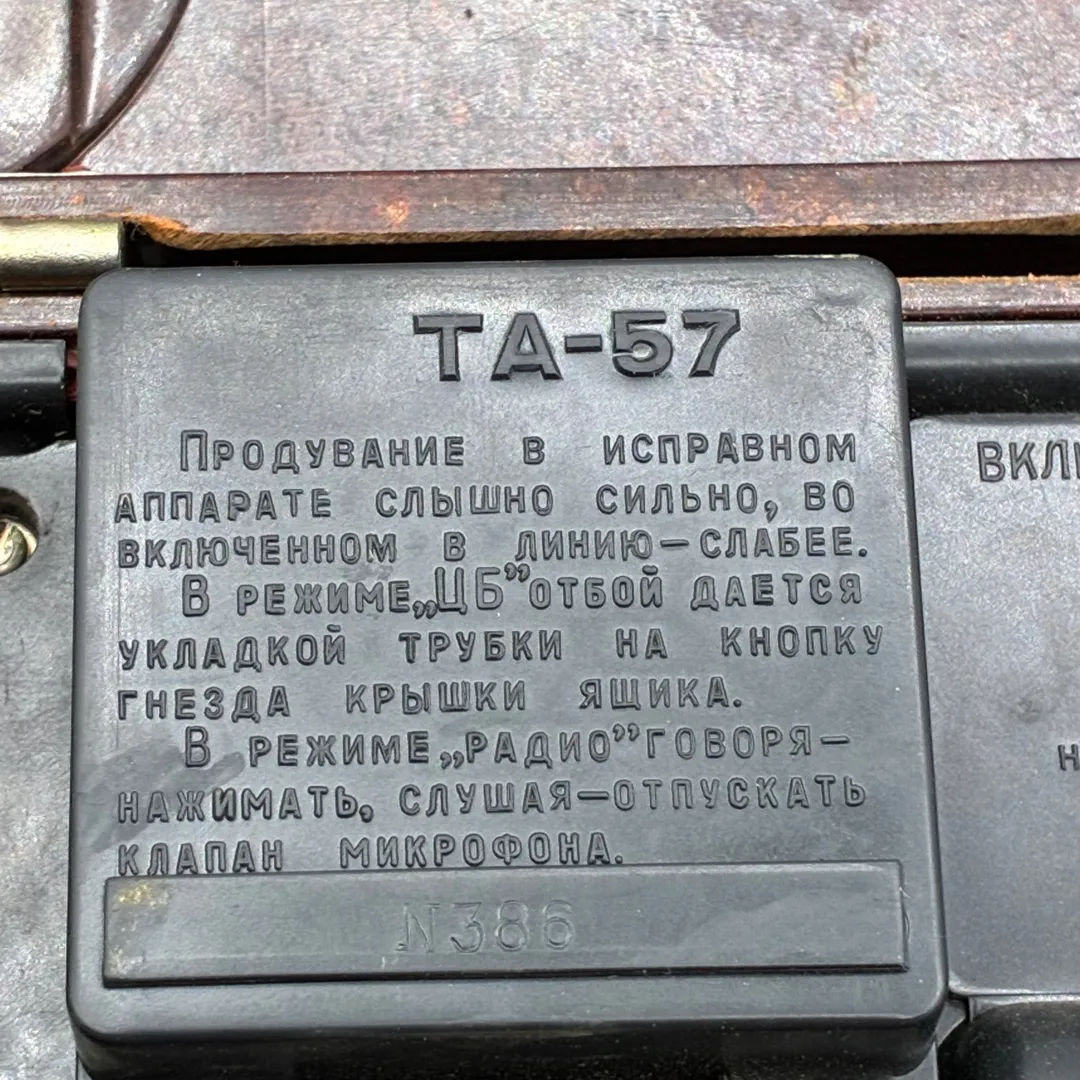 ТА-57
ПРОДУВАНИЕ В ИСПРАВНОМ
АППАРАТЕ СЛЫШНО СИЛЬНО, ВО
ВКЛЮЧЕННОМ В ЛИНИЮ—СЛАБЕЕ.
В РЕЖИМЕ „ЦБ” ОТБОЙ ДАЕТСЯ
УКЛАДКОЙ ТРУБКИ НА КНОПКУ
ГНЕЗДА КРЫШКИ ЯЩИКА.
В РЕЖИМЕ „РАДИО” ГОВОРЯ—
НАЖИМАТЬ, СЛУШАЯ—ОТПУСКАТЬ
КЛАПАН МИКРОФОНА.
N386